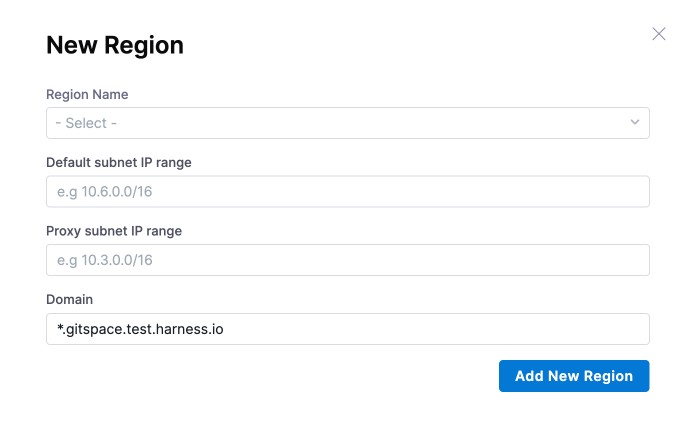 New Region
Region Name
- Select -
Default subnet IP range
e.g 10.6.0.0/16
Proxy subnet IP range
e.g 10.3.0.0/16
Domain
*.gitspace.test.harness.io
Add New Region